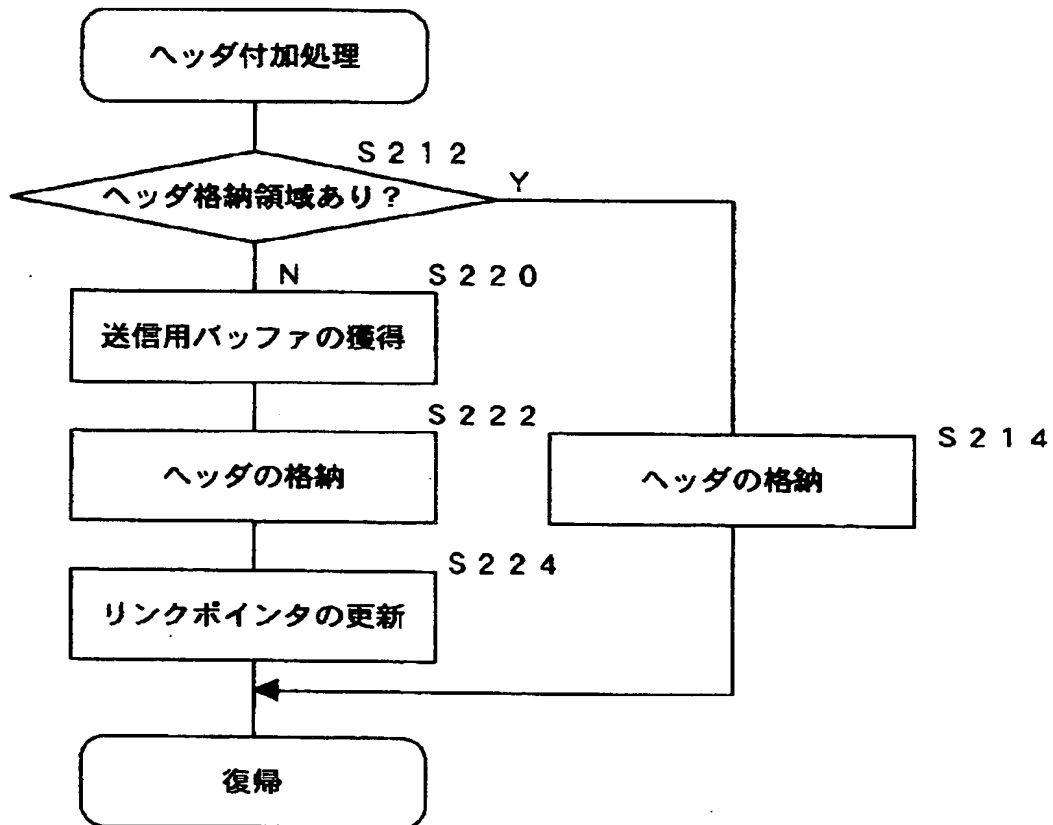 ヘッダ付加処理
S212
ヘッダ格納領域あり?
Y
N
S220
送信用バッファの獲得
S222
ヘッダの格納
S214
ヘッダの格納
S224
リンクポインタの更新
復帰